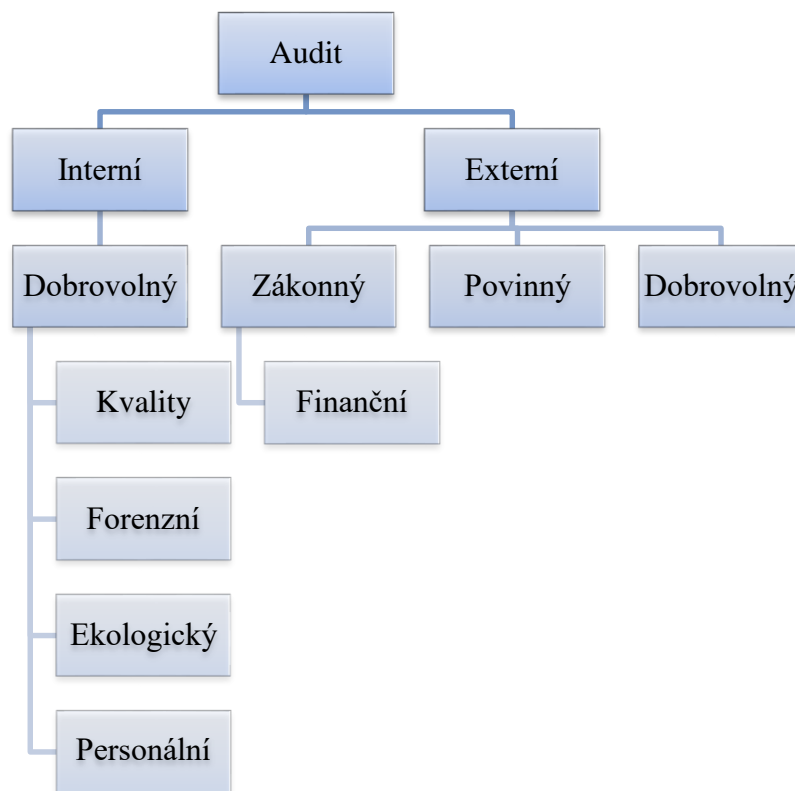 Audit
Interní
Externí
Dobrovolný
Zákonný
Povinný
Dobrovolný
Kvality
Finanční
Forenzní
Ekologický
Personální